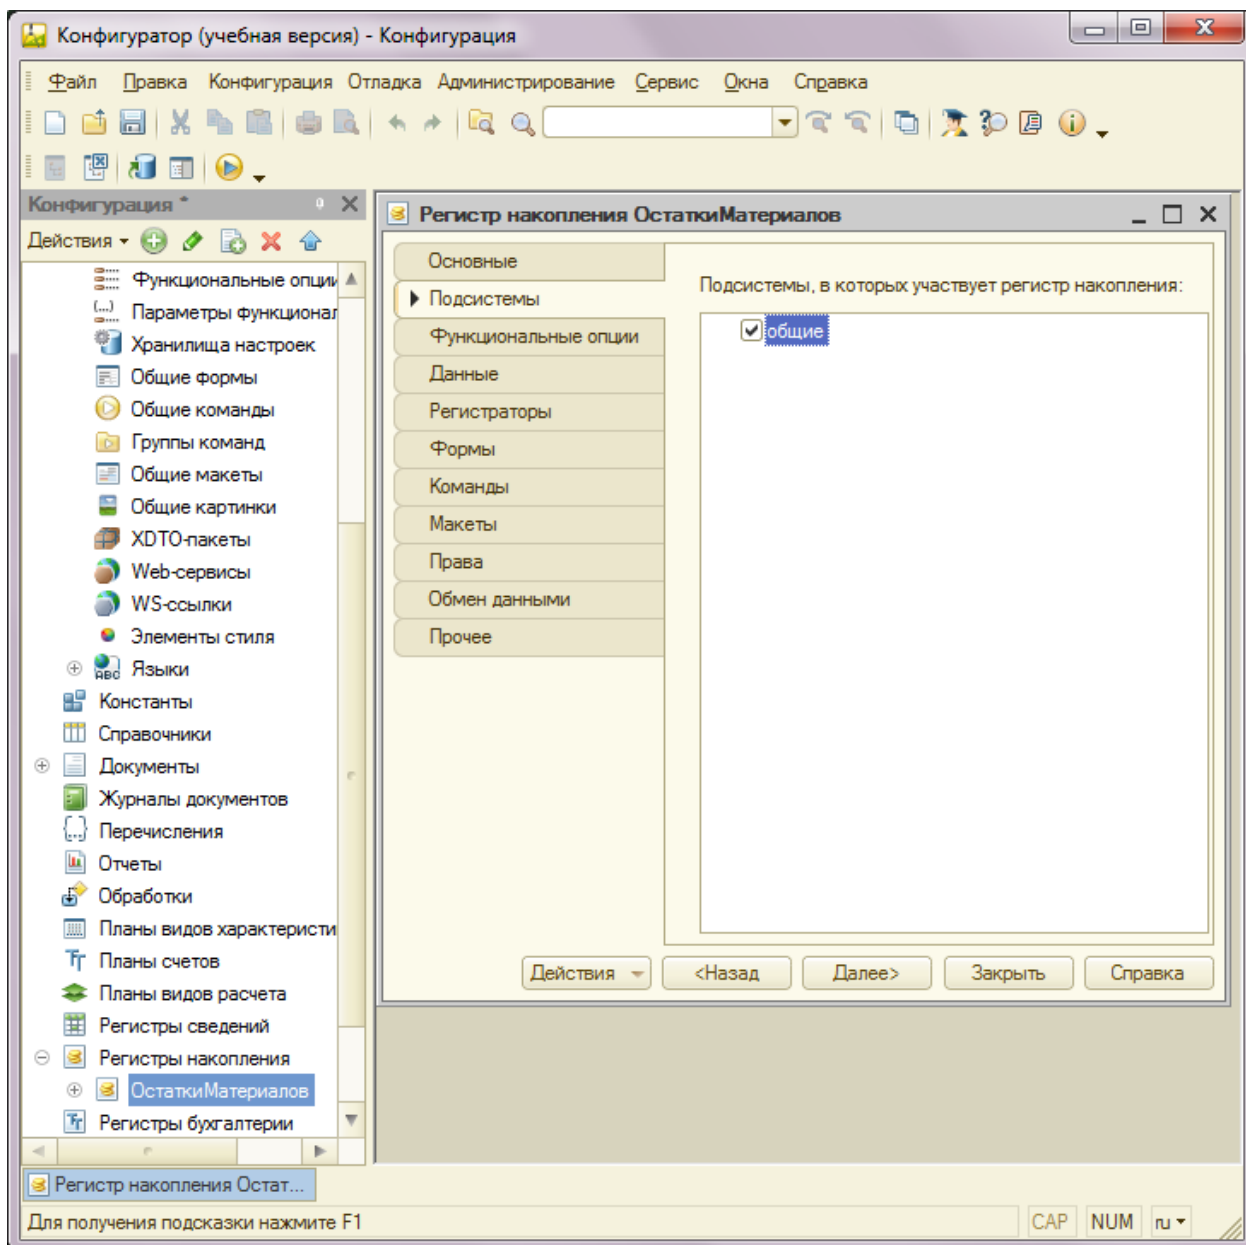 Конфигуратор (учебная версия) - Конфигурация
Файл Правка Конфигурация Отладка Администрирование Сервис Окна Справка
Конфигурация *
Действия
Функциональные опции
Параметры функционал
Хранилища настроек
Общие формы
Общие команды
Группы команд
Общие макеты
Общие картинки
XDTO-пакеты
Web-сервисы
WS-ссылки
Элементы стиля
Языки
Константы
Справочники
Документы
Журналы документов
Перечисления
Отчеты
Обработки
Планы видов характеристи
Планы счетов
Планы видов расчета
Регистры сведений
Регистры накопления
ОстаткиМатериалов
Регистры бухгалтерии
Регистр накопления ОстаткиМатериалов
Основные
Подсистемы
Функциональные опции
Данные
Регистраторы
Формы
Команды
Макеты
Права
Обмен данными
Прочее
Подсистемы, в которых участвует регистр накопления:
общие
Действия <Назад Далее> Закрыть Справка
Регистр накопления Остат...
Для получения подсказки нажмите F1 CAP NUM ru